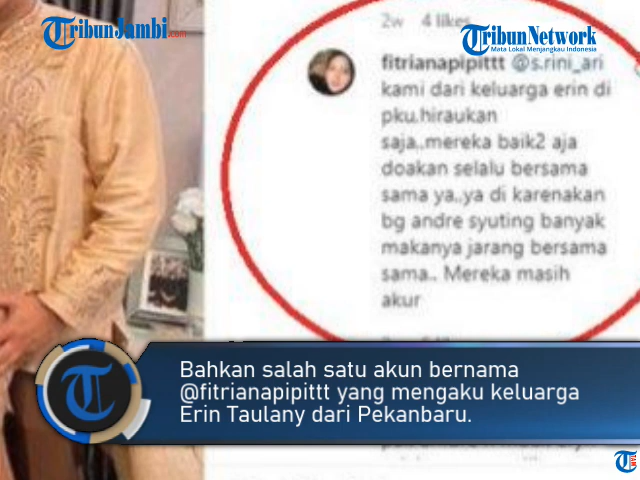 TribunJambi.com
TribunNetwork
Mata Lokal Menjangkau Indonesia
2w 4 likes
fitrianapipittt @s.rini_ari
kami dari keluarga erin di
pku.hiraukan
saja,.mereka baik2 aja
doakan selalu bersama
sama ya,.ya di karenakan
bg andre syuting banyak
makanya jarang bersama
sama.. Mereka masih
akur
Bahkan salah satu akun bernama
@fitrianapipittt yang mengaku keluarga
Erin Taulany dari Pekanbaru.